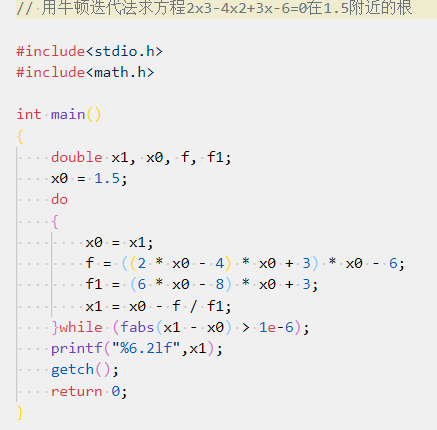 // 用牛顿迭代法求方程2x3-4x2+3x-6=0在1.5附近的根
#include<stdio.h>
#include<math.h>
int main()
{
double x1, x0, f, f1;
x0 = 1.5;
do
{
x0 = x1;
f = ((2 * x0 - 4) * x0 + 3) * x0 - 6;
f1 = (6 * x0 - 8) * x0 + 3;
x1 = x0 - f / f1;
}while (fabs(x1 - x0) > 1e-6);
printf("%6.2lf",x1);
getch();
return 0;
}